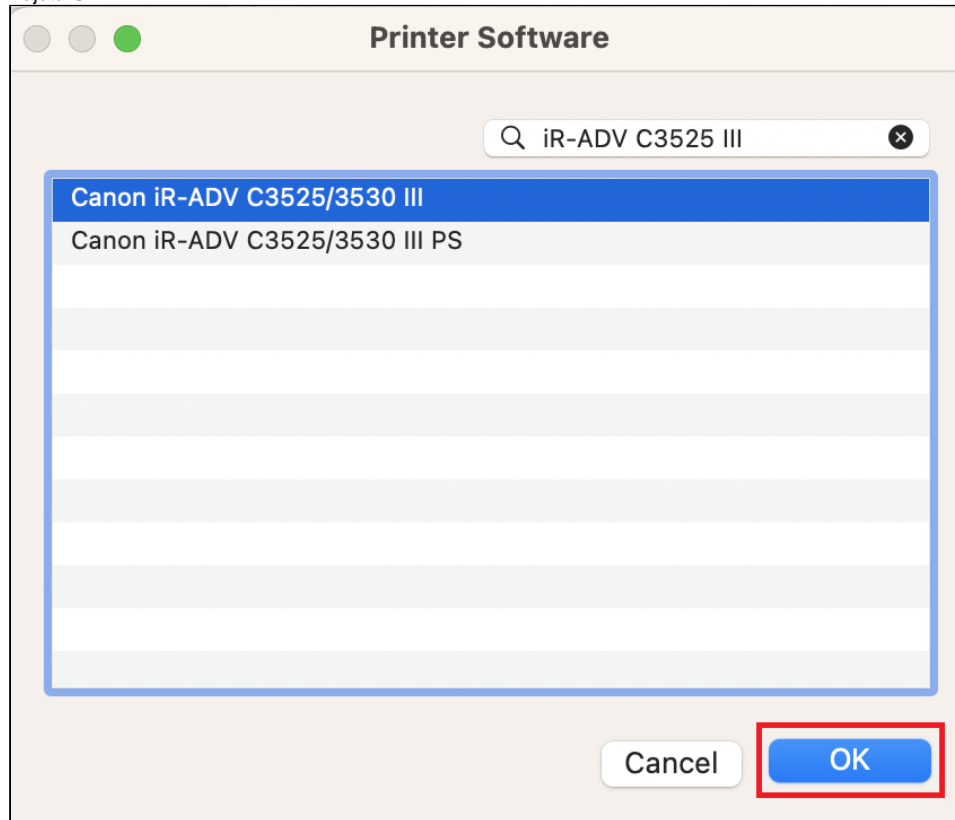 Printer Software
iR-ADV C3525 III
Canon iR-ADV C3525/3530 III
Canon iR-ADV C3525/3530 III PS
Cancel
OK